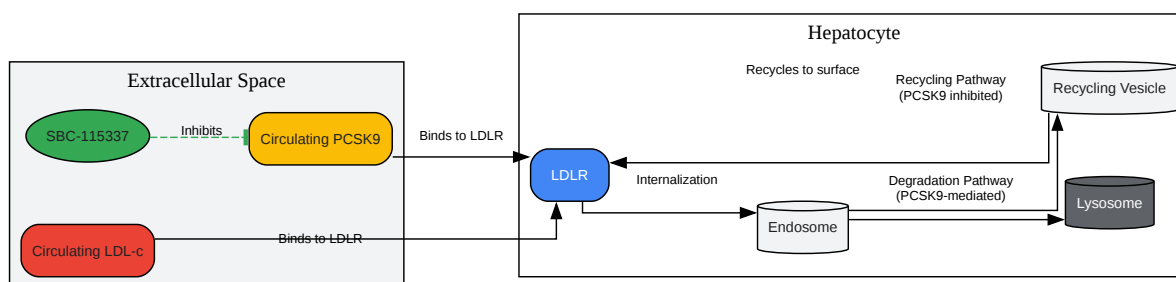 Hepatocyte
Extracellular Space
Recycles to surface
Recycling Pathway
(PCSK9 inhibited)
Recycling Vesicle
SBC-115337
Inhibits
Circulating PCSK9
Binds to LDLR
LDLR
Internalization
Degradation Pathway
(PCSK9-mediated)
Lysosome
Endosome
Circulating LDL-c
Binds to LDLR